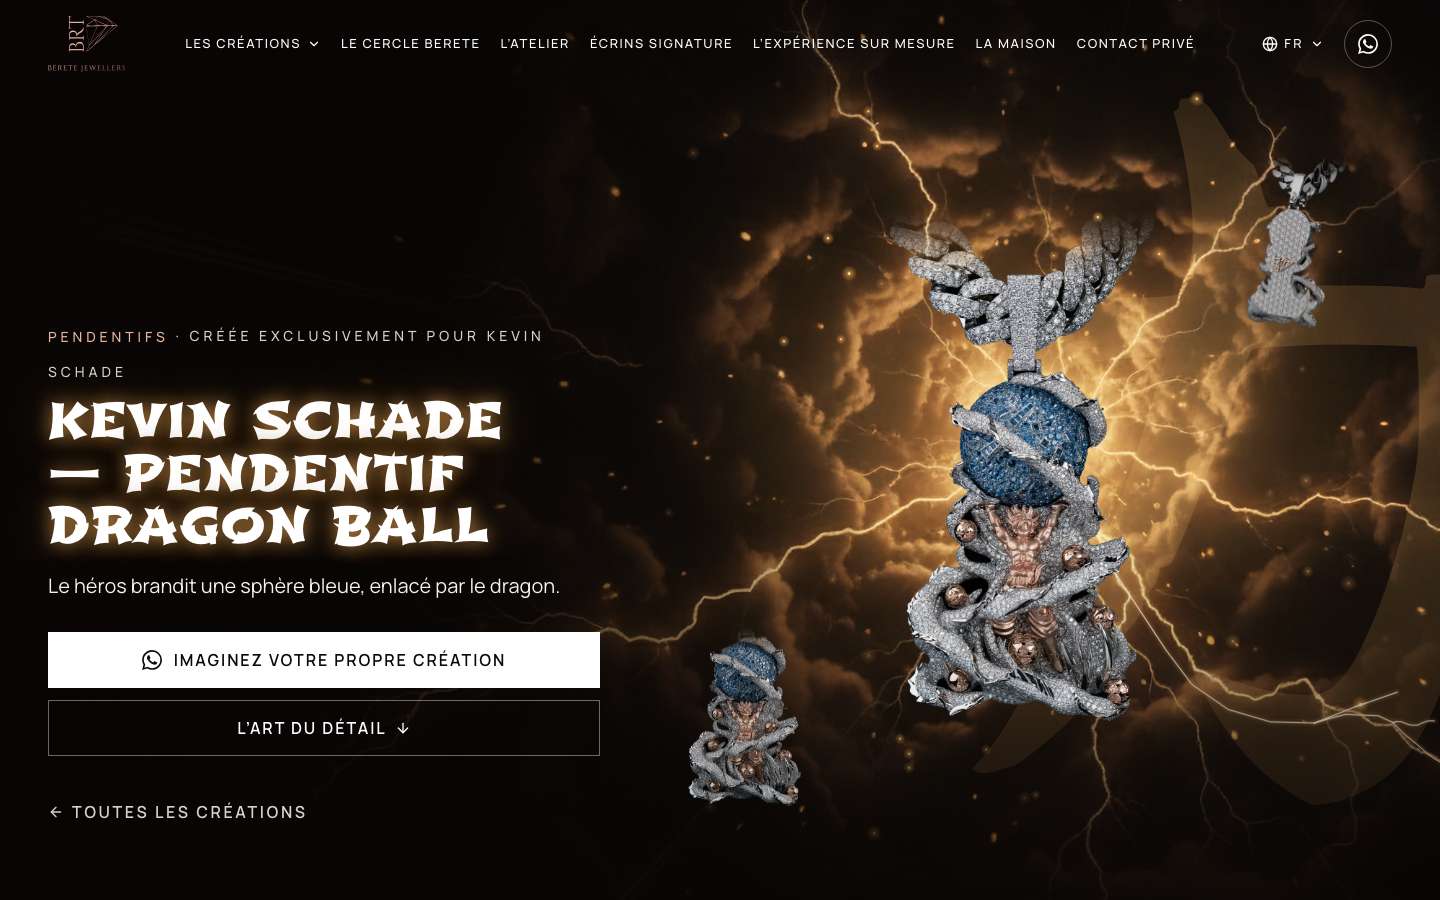 BRT
BERETE JEWELLERS
LES CRÉATIONS
LE CERCLE BERETE
L’ATELIER
ÉCRINS SIGNATURE
L’EXPÉRIENCE SUR MESURE
LA MAISON
CONTACT PRIVÉ
FR
PENDENTIFS · CRÉÉE EXCLUSIVEMENT POUR KEVIN
SCHADE
KEVIN SCHADE
— PENDENTIF
DRAGON BALL
Le héros brandit une sphère bleue, enlacé par le dragon.
IMAGINEZ VOTRE PROPRE CRÉATION
L’ART DU DÉTAIL ↓
← TOUTES LES CRÉATIONS